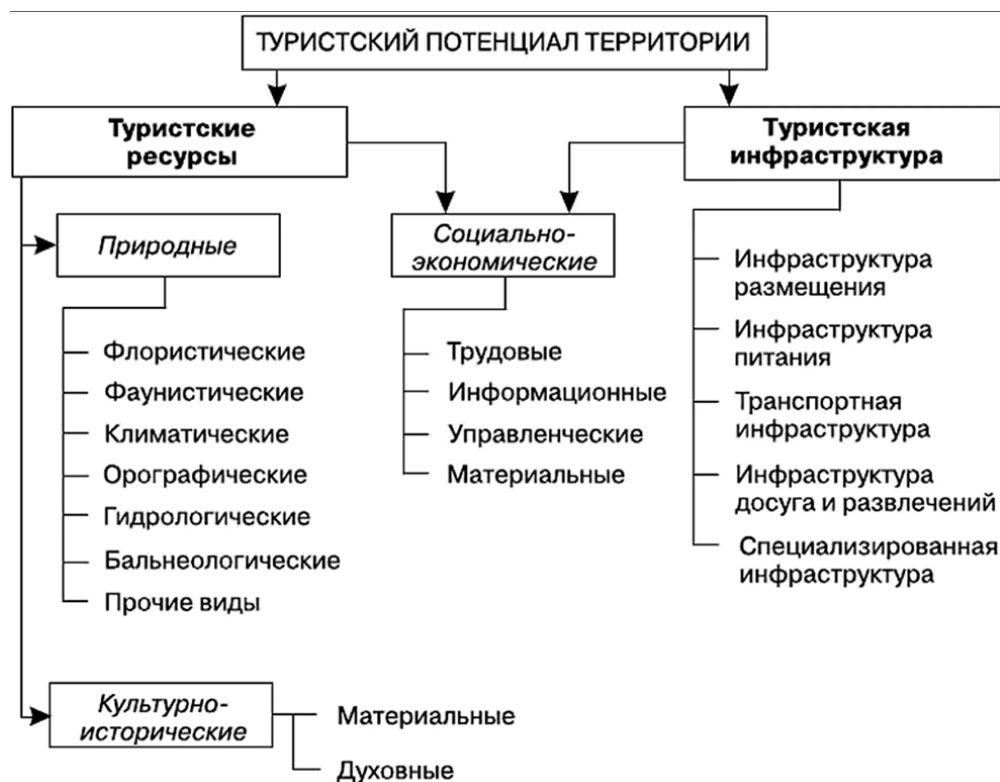 ТУРИСТСКИЙ ПОТЕНЦИАЛ ТЕРРИТОРИИ
Туристские
ресурсы
Туристская
инфраструктура
Природные
Социально-
экономические
Флористические
Фаунистические
Климатические
Орографические
Гидрологические
Бальнеологические
Прочие виды
Трудовые
Информационные
Управленческие
Материальные
Инфраструктура
размещения
Инфраструктура
питания
Транспортная
инфраструктура
Инфраструктура
досуга и развлечений
Специализированная
инфраструктура
Культурно-
исторические
Материальные
Духовные